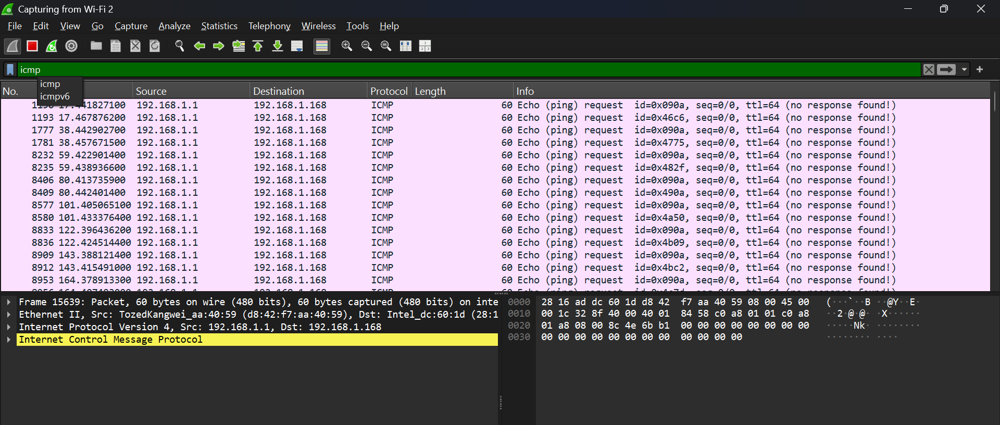 Capturing from Wi-Fi 2
File Edit View Go Capture Analyze Statistics Telephony Wireless Tools Help
icmp
icmp
icmpv6
No. Source Destination Protocol Length Info
192.168.1.1 192.168.1.168 ICMP 60 Echo (ping) request id=0x090a, seq=0/0, ttl=64 (no response found!)
1193 17.467876200 192.168.1.1 192.168.1.168 ICMP 60 Echo (ping) request id=0x46c6, seq=0/0, ttl=64 (no response found!)
1777 38.442902700 192.168.1.1 192.168.1.168 ICMP 60 Echo (ping) request id=0x090a, seq=0/0, ttl=64 (no response found!)
1781 38.457671500 192.168.1.1 192.168.1.168 ICMP 60 Echo (ping) request id=0x4775, seq=0/0, ttl=64 (no response found!)
8232 59.422901400 192.168.1.1 192.168.1.168 ICMP 60 Echo (ping) request id=0x090a, seq=0/0, ttl=64 (no response found!)
8235 59.438936600 192.168.1.1 192.168.1.168 ICMP 60 Echo (ping) request id=0x482f, seq=0/0, ttl=64 (no response found!)
8406 80.413735900 192.168.1.1 192.168.1.168 ICMP 60 Echo (ping) request id=0x090a, seq=0/0, ttl=64 (no response found!)
8409 80.442401400 192.168.1.1 192.168.1.168 ICMP 60 Echo (ping) request id=0x490a, seq=0/0, ttl=64 (no response found!)
8577 101.405065100 192.168.1.1 192.168.1.168 ICMP 60 Echo (ping) request id=0x090a, seq=0/0, ttl=64 (no response found!)
8580 101.433376400 192.168.1.1 192.168.1.168 ICMP 60 Echo (ping) request id=0x4a50, seq=0/0, ttl=64 (no response found!)
8833 122.396436200 192.168.1.1 192.168.1.168 ICMP 60 Echo (ping) request id=0x090a, seq=0/0, ttl=64 (no response found!)
8836 122.424514400 192.168.1.1 192.168.1.168 ICMP 60 Echo (ping) request id=0x4b09, seq=0/0, ttl=64 (no response found!)
8909 143.388121400 192.168.1.1 192.168.1.168 ICMP 60 Echo (ping) request id=0x090a, seq=0/0, ttl=64 (no response found!)
8912 143.415491000 192.168.1.1 192.168.1.168 ICMP 60 Echo (ping) request id=0x4bc2, seq=0/0, ttl=64 (no response found!)
8953 164.378913300 192.168.1.1 192.168.1.168 ICMP 60 Echo (ping) request id=0x090a, seq=0/0, ttl=64 (no response found!)
Frame 15639: Packet, 60 bytes on wire (480 bits), 60 bytes captured (480 bits) on inte
Ethernet II, Src: TozedKangwei_aa:40:59 (d8:42:f7:aa:40:59), Dst: Intel_dc:60:1d (28:1
Internet Protocol Version 4, Src: 192.168.1.1, Dst: 192.168.1.168
Internet Control Message Protocol
0000 28 16 ad dc 60 1d d8 42 f7 aa 40 59 08 00 45 00 (···`··B ··@Y··E·
0010 00 1c 32 8f 40 00 40 01 84 58 c0 a8 01 01 c0 a8 ··2·@·@· ·X······
0020 01 a8 08 00 8c 4e 6b b1 00 00 00 00 00 00 00 00 ·····Nk· ········
0030 00 00 00 00 00 00 00 00 00 00 00 00 ········ ····